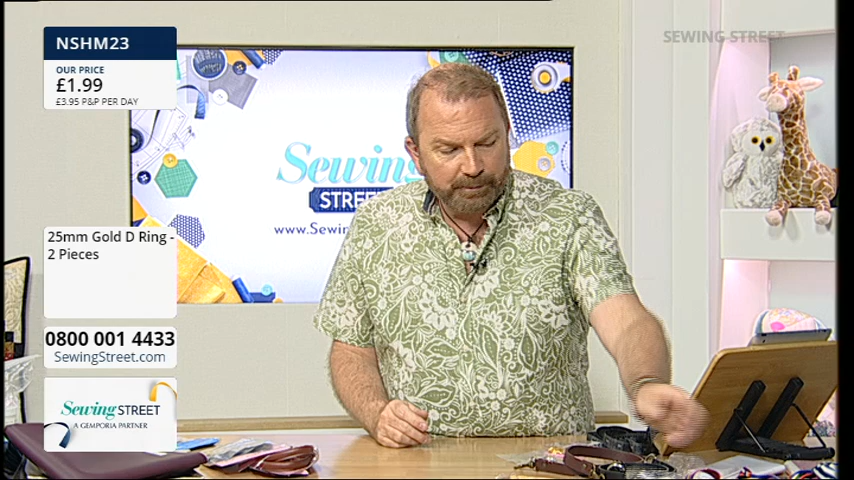 NSHM23
OUR PRICE
£1.99
£3.95 P&P PER DAY
25mm Gold D Ring -
2 Pieces
0800 001 4433
SewingStreet.com
Sewing STREET
A GEMPORIA PARTNER
Sewing
STREET
www.Sewin
SEWING STREET